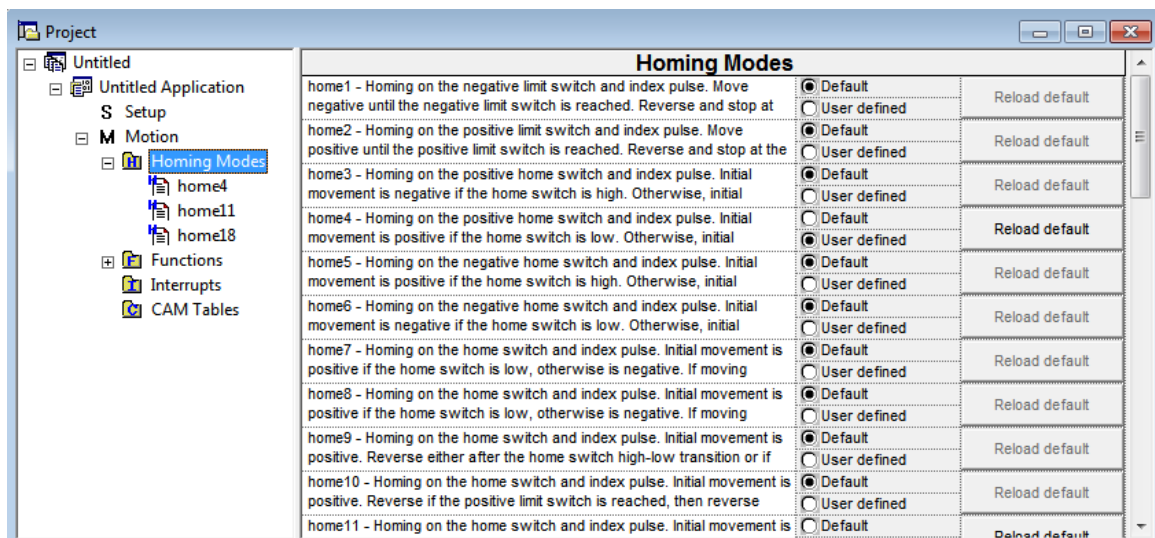 Project
Untitled
Untitled Application
S Setup
M Motion
Homing Modes
home4
home11
home18
Functions
Interrupts
CAM Tables
Homing Modes
home1 - Homing on the negative limit switch and index pulse. Move
negative until the negative limit switch is reached. Reverse and stop at
Default
User defined
Reload default
home2 - Homing on the positive limit switch and index pulse. Move
positive until the positive limit switch is reached. Reverse and stop at the
Default
User defined
Reload default
home3 - Homing on the positive home switch and index pulse. Initial
movement is negative if the home switch is high. Otherwise, initial
Default
User defined
Reload default
home4 - Homing on the positive home switch and index pulse. Initial
movement is positive if the home switch is low. Otherwise, initial
Default
User defined
Reload default
home5 - Homing on the negative home switch and index pulse. Initial
movement is positive if the home switch is high. Otherwise, initial
Default
User defined
Reload default
home6 - Homing on the negative home switch and index pulse. Initial
movement is negative if the home switch is low. Otherwise, initial
Default
User defined
Reload default
home7 - Homing on the home switch and index pulse. Initial movement is
positive if the home switch is low, otherwise is negative. If moving
Default
User defined
Reload default
home8 - Homing on the home switch and index pulse. Initial movement is
positive if the home switch is low, otherwise is negative. If moving
Default
User defined
Reload default
home9 - Homing on the home switch and index pulse. Initial movement is
positive. Reverse either after the home switch high-low transition or if
Default
User defined
Reload default
home10 - Homing on the home switch and index pulse. Initial movement is
positive. Reverse if the positive limit switch is reached, then reverse
Default
User defined
Reload default
home11 - Homing on the home switch and index pulse. Initial movement is
Default
Reload default